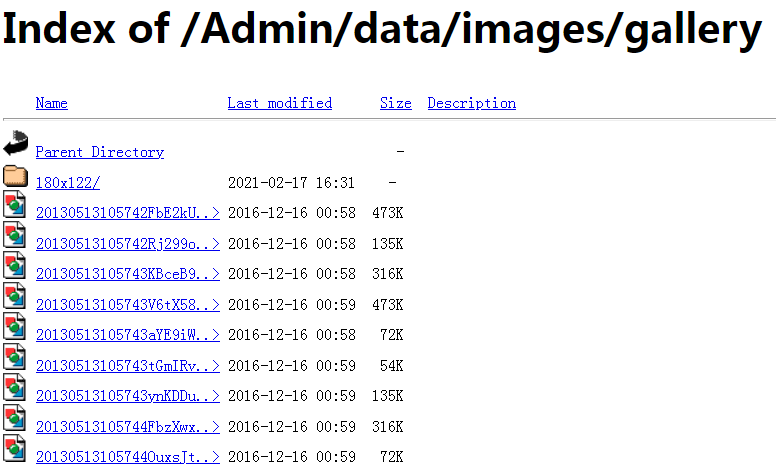 Index of /Admin/data/images/gallery
Name Last modified Size Description
Parent Directory -
180x122/ 2021-02-17 16:31 -
20130513105742FbE2kU..> 2016-12-16 00:58 473K
20130513105742Rj299o..> 2016-12-16 00:58 135K
20130513105743KBceB9..> 2016-12-16 00:58 316K
20130513105743V6tX58..> 2016-12-16 00:59 473K
20130513105743aYE9iW..> 2016-12-16 00:58 72K
20130513105743tGmIRv..> 2016-12-16 00:59 54K
20130513105743ynKDDu..> 2016-12-16 00:59 135K
20130513105744FbzXwx..> 2016-12-16 00:59 316K
20130513105744OuxsJt..> 2016-12-16 00:59 72K